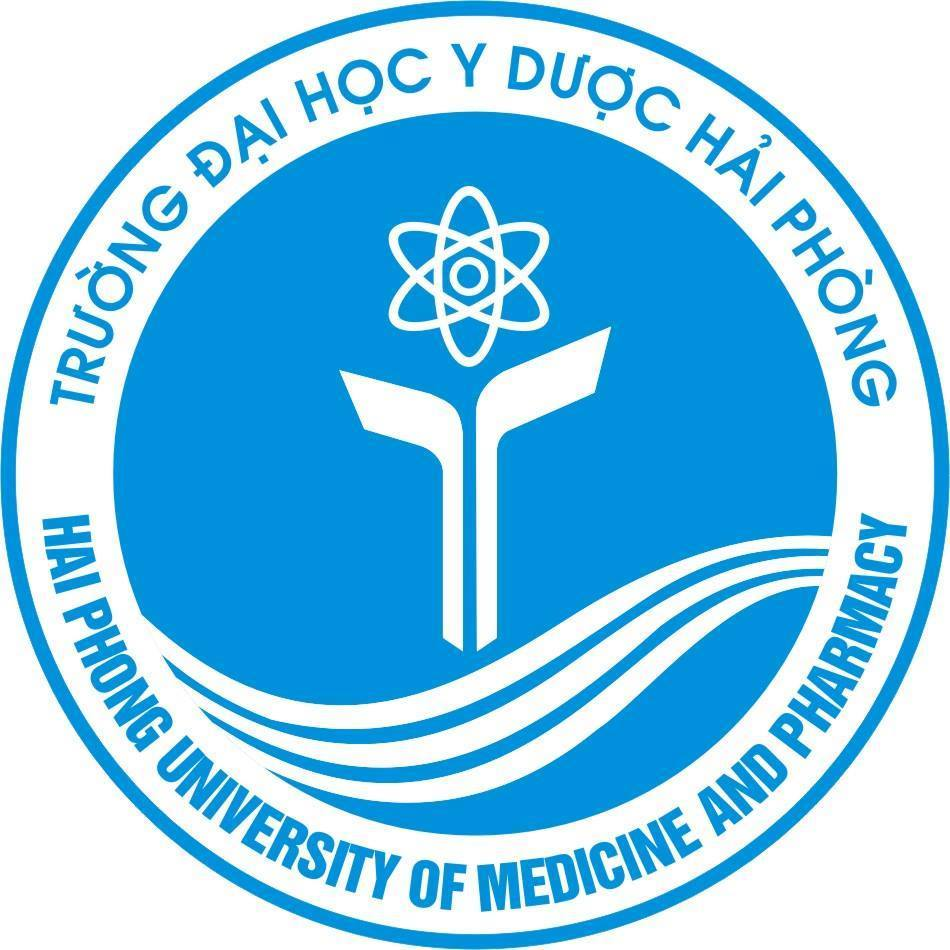 TRƯỜNG ĐẠI HỌC Y DƯỢC HẢI PHÒNG
HAI PHONG UNIVERSITY OF MEDICINE AND PHARMACY